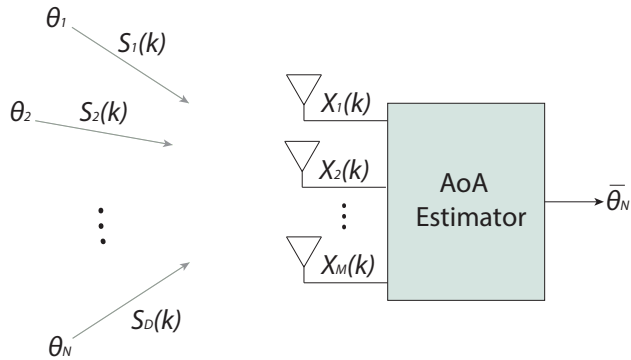 θ1
S1(k)
θ2
S2(k)
θN
SD(k)
X1(k)
X2(k)
XM(k)
AoA
Estimator
θ̅N